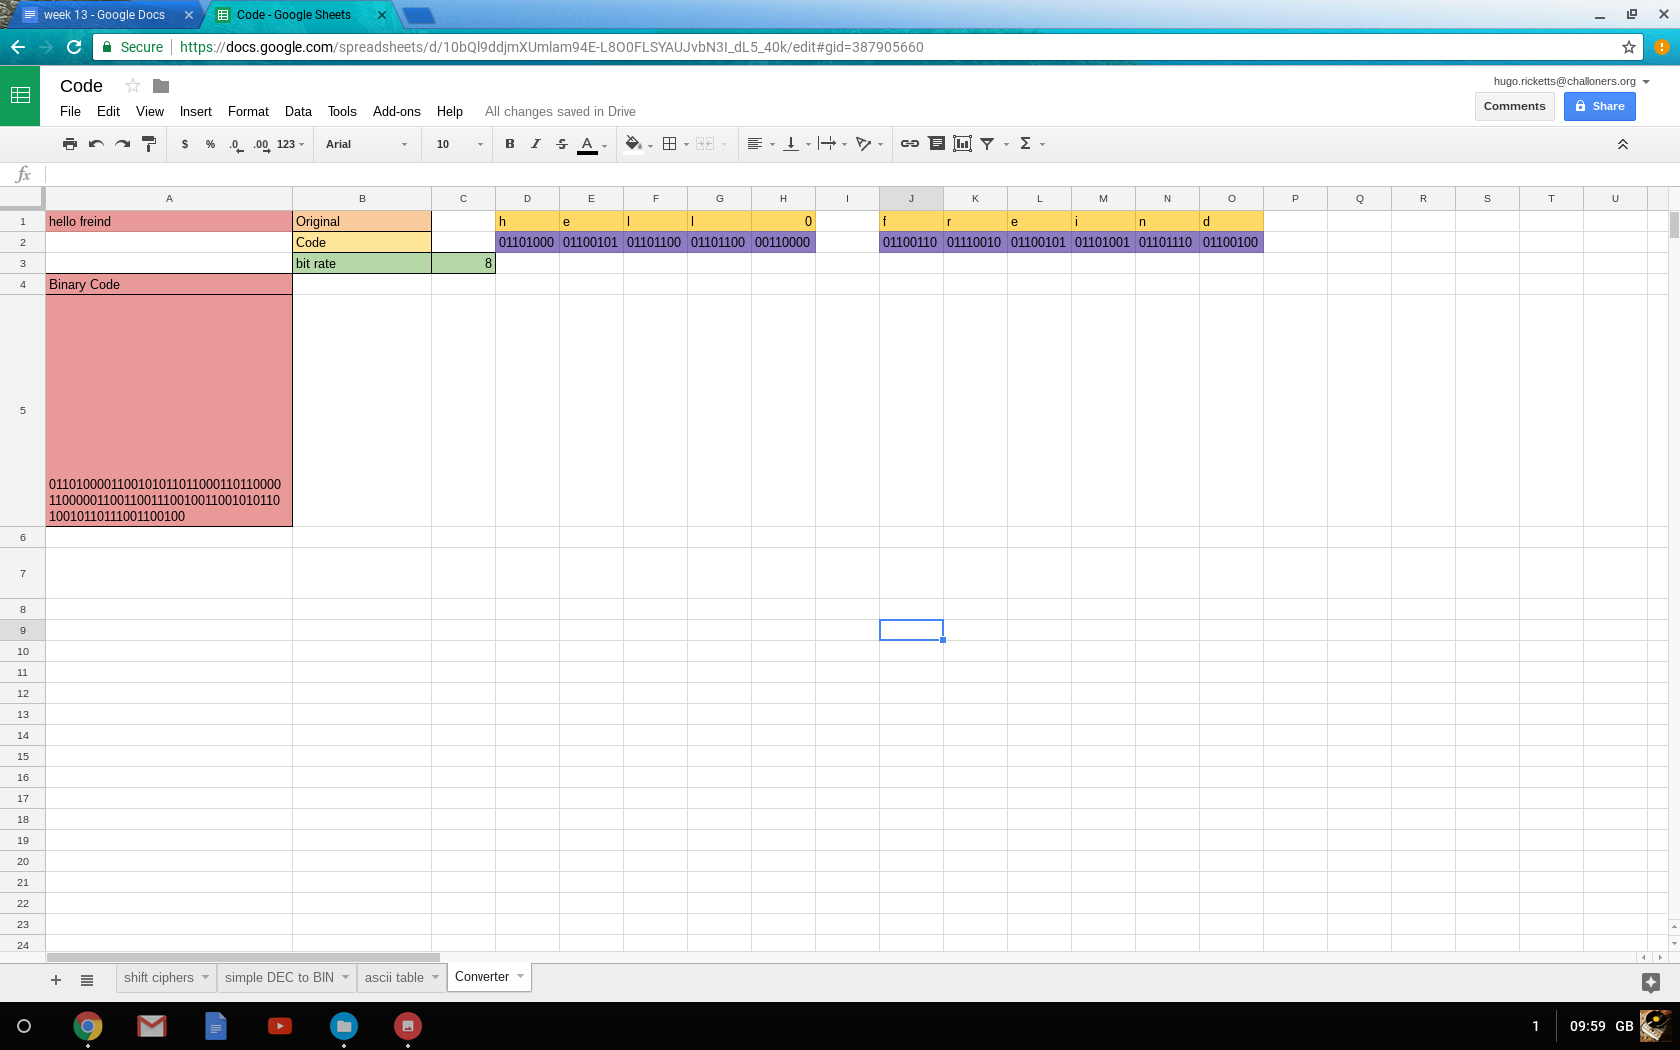 week 13 - Google Docs
Code - Google Sheets
Secure
https://docs.google.com/spreadsheets/d/10bQl9ddjmXUmlam94E-L8O0FLSYAUJvbN3I_dL5_40k/edit#gid=387905660
Code
hugo.ricketts@challoners.org
File Edit View Insert Format Data Tools Add-ons Help All changes saved in Drive
Comments Share
$ % .0 .00 123 Arial 10 B I S A Σ
fx
A B C D E F G H I J K L M N O P Q R S T U
1 hello freind Original h e l l 0 f r e i n d
2 Code 01101000 01100101 01101100 01101100 00110000 01100110 01110010 01100101 01101001 01101110 01100100
3 bit rate 8
4 Binary Code
5
011010000110010101101100011011000
011000001100110011100100110010101101
10010110111001100100
6
7
8
9
10
11
12
13
14
15
16
17
18
19
20
21
22
23
24
shift ciphers simple DEC to BIN ascii table Converter
1 09:59 GB